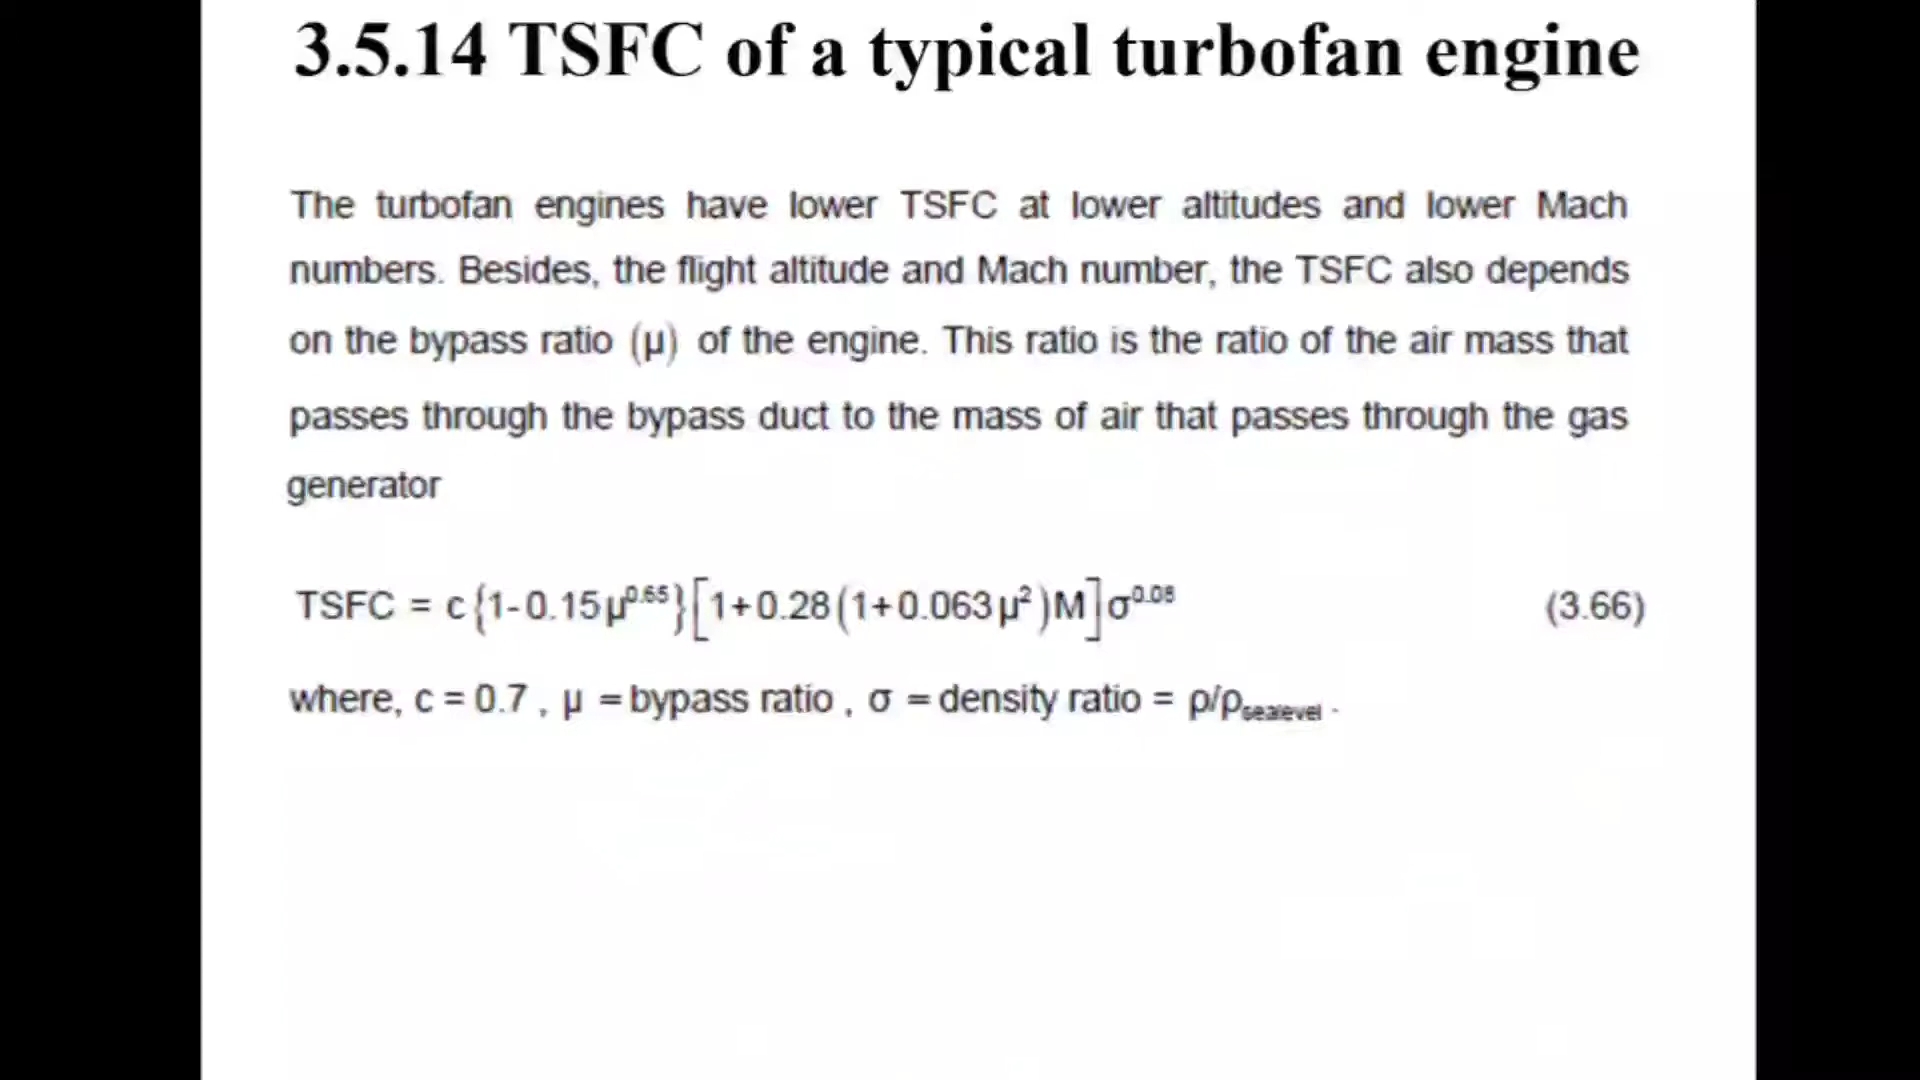 3.5.14 TSFC of a typical turbofan engine
The turbofan engines have lower TSFC at lower altitudes and lower Mach
numbers. Besides, the flight altitude and Mach number, the TSFC also depends
on the bypass ratio (μ) of the engine. This ratio is the ratio of the air mass that
passes through the bypass duct to the mass of air that passes through the gas
generator
TSFC = c{1-0.15μ^0.65}[1+0.28(1+0.063μ²)M]σ^0.08 (3.66)
where, c = 0.7 , μ = bypass ratio , σ = density ratio = ρ/ρsealevel .